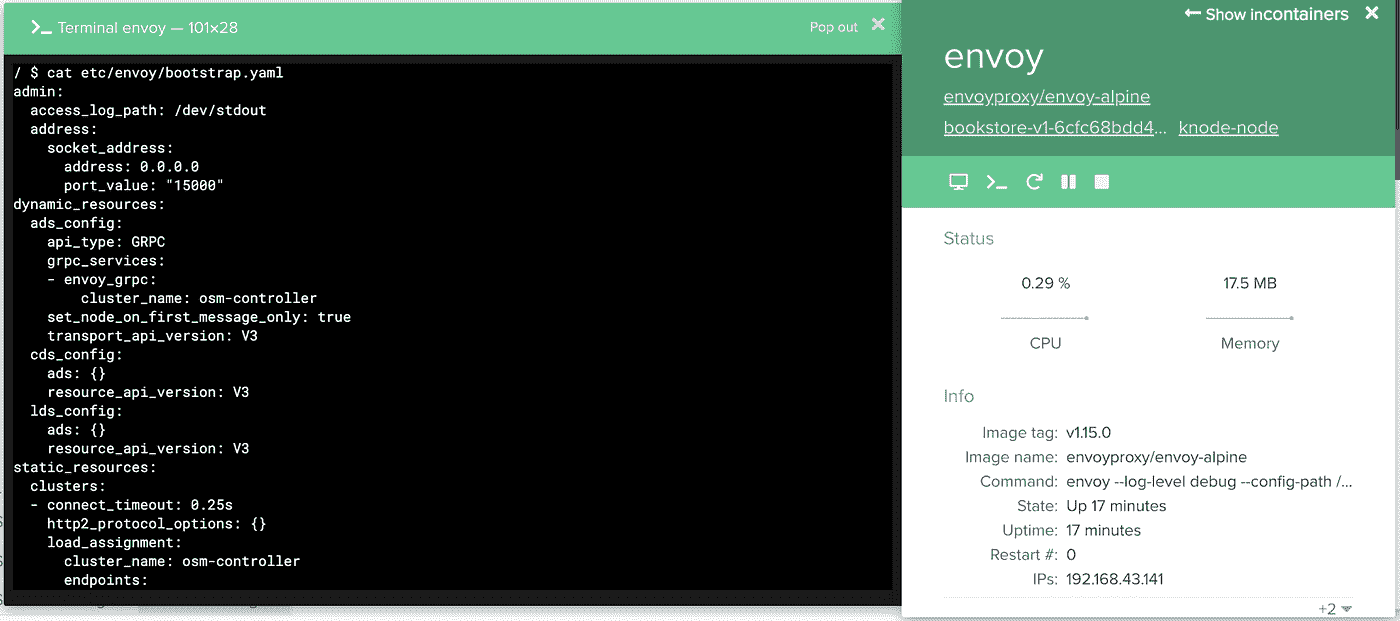 Terminal envoy — 101×28
Pop out
/ $ cat etc/envoy/bootstrap.yaml
admin:
  access_log_path: /dev/stdout
  address:
    socket_address:
      address: 0.0.0.0
      port_value: "15000"
dynamic_resources:
  ads_config:
    api_type: GRPC
    grpc_services:
    - envoy_grpc:
        cluster_name: osm-controller
    set_node_on_first_message_only: true
    transport_api_version: V3
  cds_config:
    ads: {}
    resource_api_version: V3
  lds_config:
    ads: {}
    resource_api_version: V3
static_resources:
  clusters:
  - connect_timeout: 0.25s
    http2_protocol_options: {}
    load_assignment:
      cluster_name: osm-controller
      endpoints:
Show incontainers
envoy
envoyproxy/envoy-alpine
bookstore-v1-6cfc68bdd4... knode-node
Status
0.29 % 17.5 MB
CPU Memory
Info
Image tag: v1.15.0
Image name: envoyproxy/envoy-alpine
Command: envoy --log-level debug --config-path /...
State: Up 17 minutes
Uptime: 17 minutes
Restart #: 0
IPs: 192.168.43.141
+2